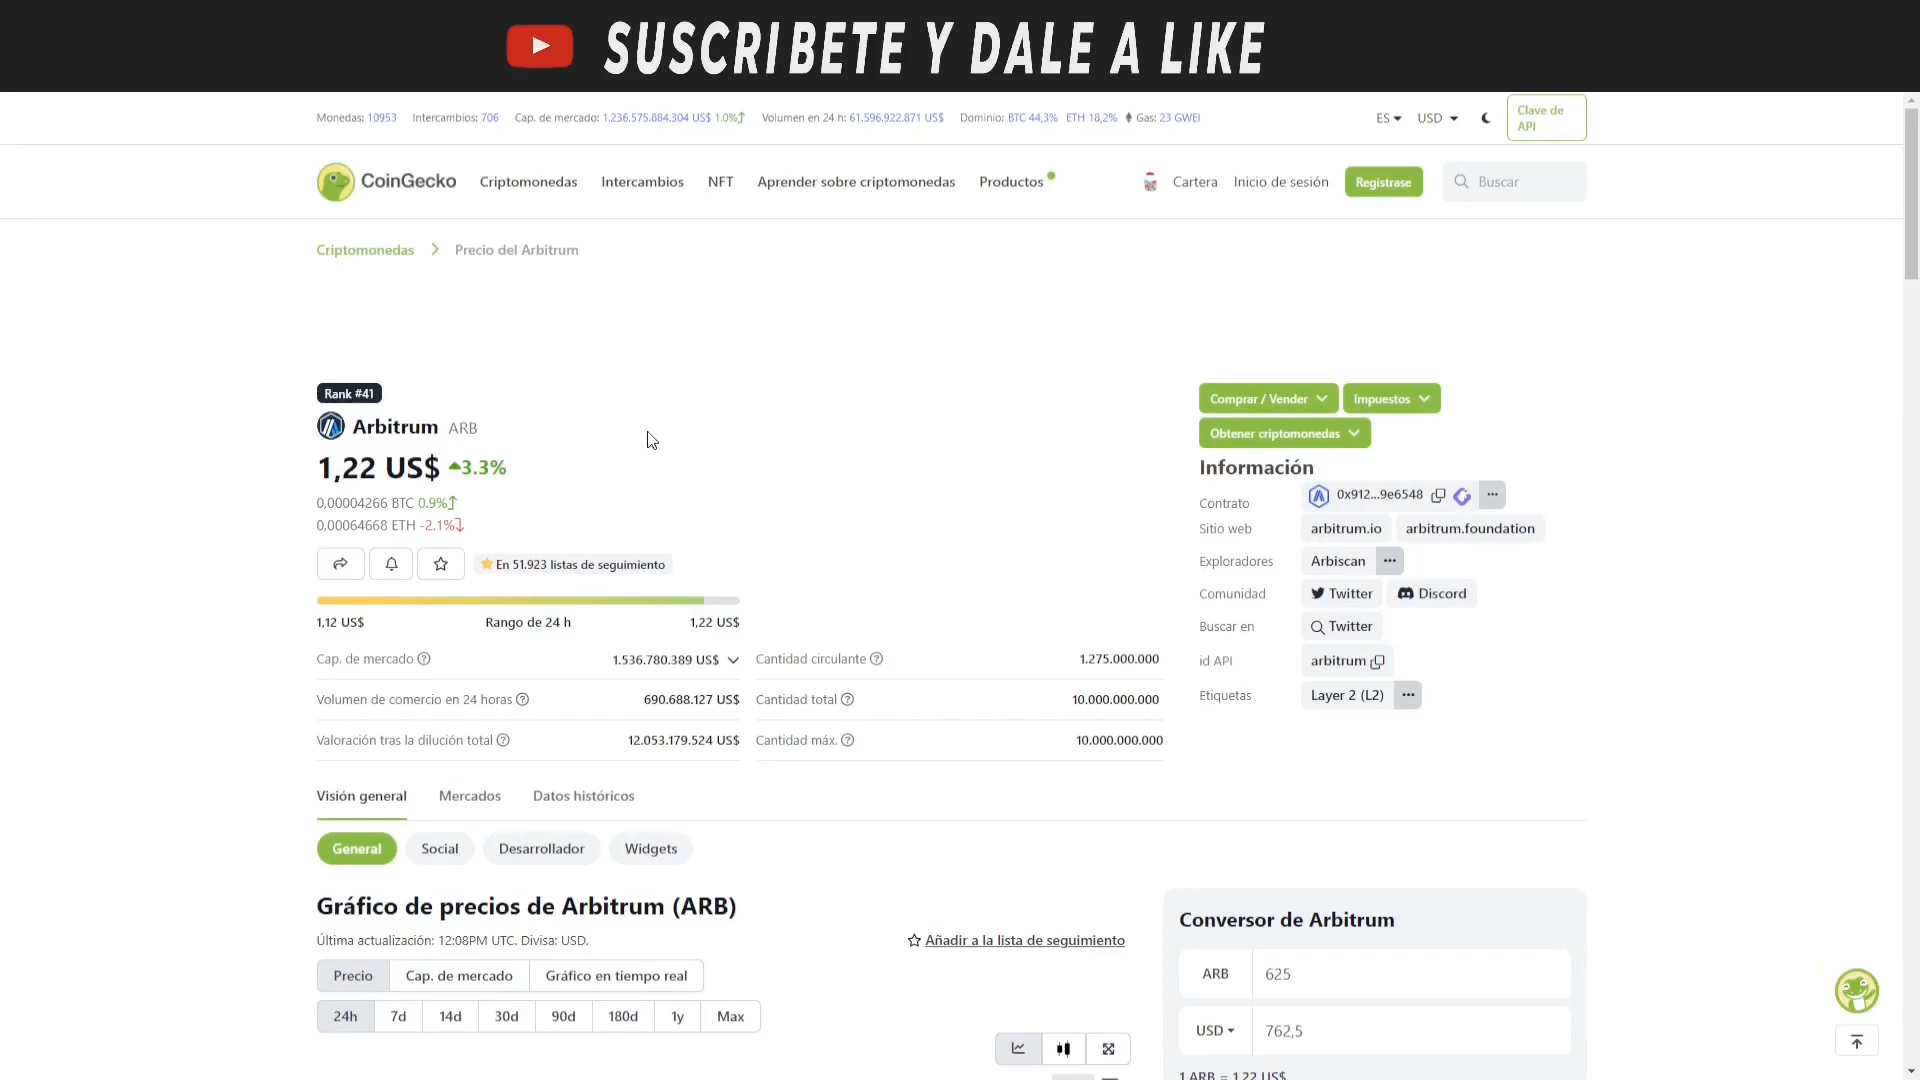 SUSCRIBETE Y DALE A LIKE
Monedas: 10953 Intercambios: 706 Cap. de mercado: 1.236.575.884.304 US$ 1.0% Volumen en 24 h: 61.596.922.871 US$ Dominio: BTC 44,3% ETH 18,2% Gas: 23 GWEI
ES USD
Clave de
API
CoinGecko Criptomonedas Intercambios NFT Aprender sobre criptomonedas Productos Cartera Inicio de sesión Regístrase Buscar
Criptomonedas Precio del Arbitrum
Rank #41
Arbitrum ARB
1,22 US$ 3.3%
0,00004266 BTC 0.9%
0,00064668 ETH -2.1%
En 51.923 listas de seguimiento
1,12 US$ Rango de 24 h 1,22 US$
Cap. de mercado 1.536.780.389 US$
Volumen de comercio en 24 horas 690.688.127 US$
Valoración tras la dilución total 12.053.179.524 US$
Cantidad circulante 1.275.000.000
Cantidad total 10.000.000.000
Cantidad máx. 10.000.000.000
Comprar / Vender Impuestos
Obtener criptomonedas
Información
Contrato 0x912...9e6548 ...
Sitio web arbitrum.io arbitrum.foundation
Exploradores Arbiscan ...
Comunidad Twitter Discord
Buscar en Twitter
id API arbitrum
Etiquetas Layer 2 (L2) ...
Visión general Mercados Datos históricos
General Social Desarrollador Widgets
Gráfico de precios de Arbitrum (ARB)
Última actualización: 12:08PM UTC. Divisa: USD.
Añadir a la lista de seguimiento
Precio Cap. de mercado Gráfico en tiempo real
24h 7d 14d 30d 90d 180d 1y Max
Conversor de Arbitrum
ARB 625
USD 762,5
1 ARB = 1,22 US$